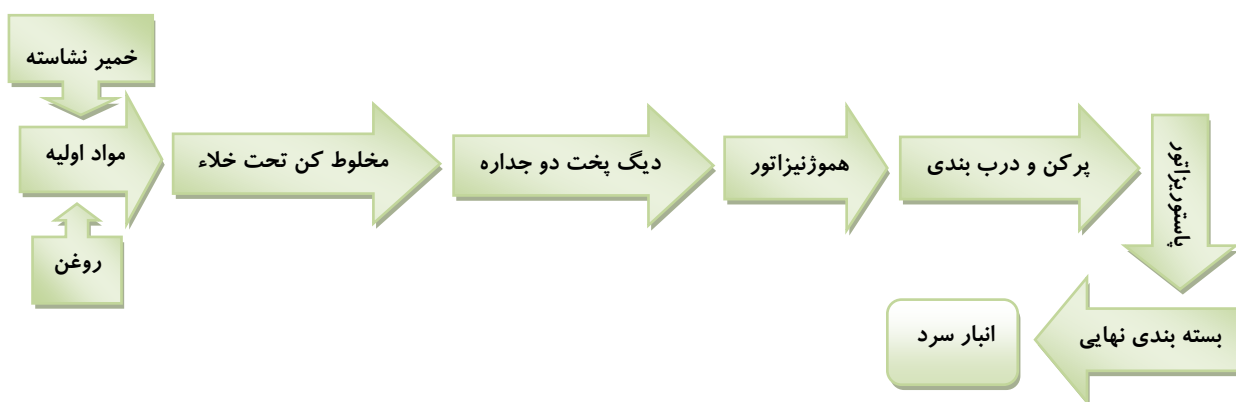 خمیر نشاسته
مواد اولیه
روغن
مخلوط کن تحت خلاء
دیگ پخت دو جداره
هموژنیزاتور
پرکن و درب بندی
پاستوریزاتور
بسته بندی نهایی
انبار سرد